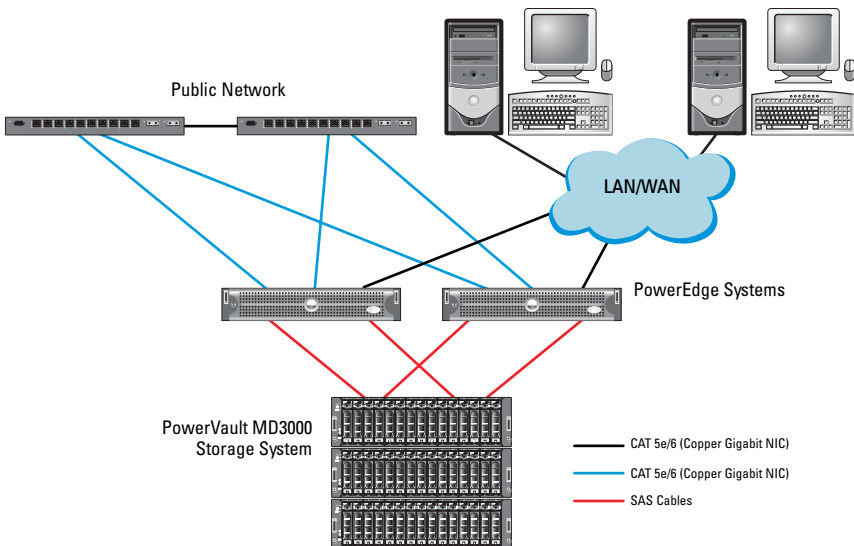 Public Network
LAN/WAN
PowerEdge Systems
PowerVault MD3000
Storage System
CAT 5e/6 (Copper Gigabit NIC)
CAT 5e/6 (Copper Gigabit NIC)
SAS Cables